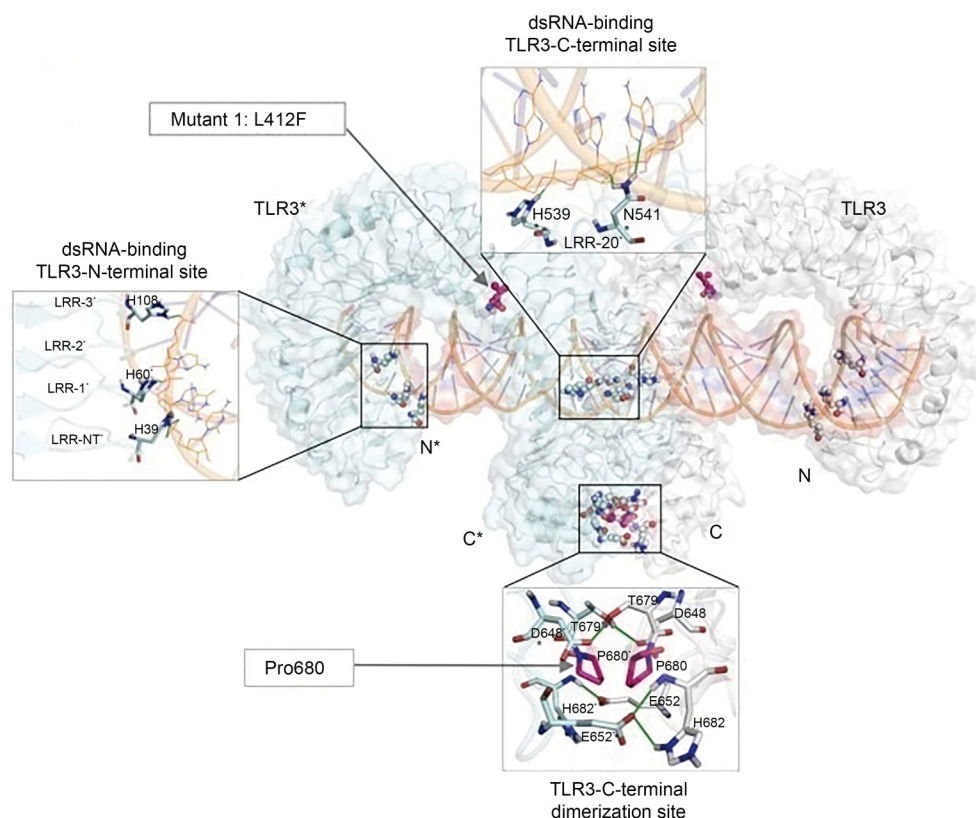 dsRNA-binding
TLR3-C-terminal site
Mutant 1: L412F
H539
N541
LRR-20*
TLR3*
TLR3
dsRNA-binding
TLR3-N-terminal site
LRR-3*
H108
LRR-2*
LRR-1*
H60*
LRR-NT*
H39
N*
N
C*
C
T679
T679*
D648
D648*
P680*
P680
Pro680
E652
H682*
H682
E652*
TLR3-C-terminal
dimerization site